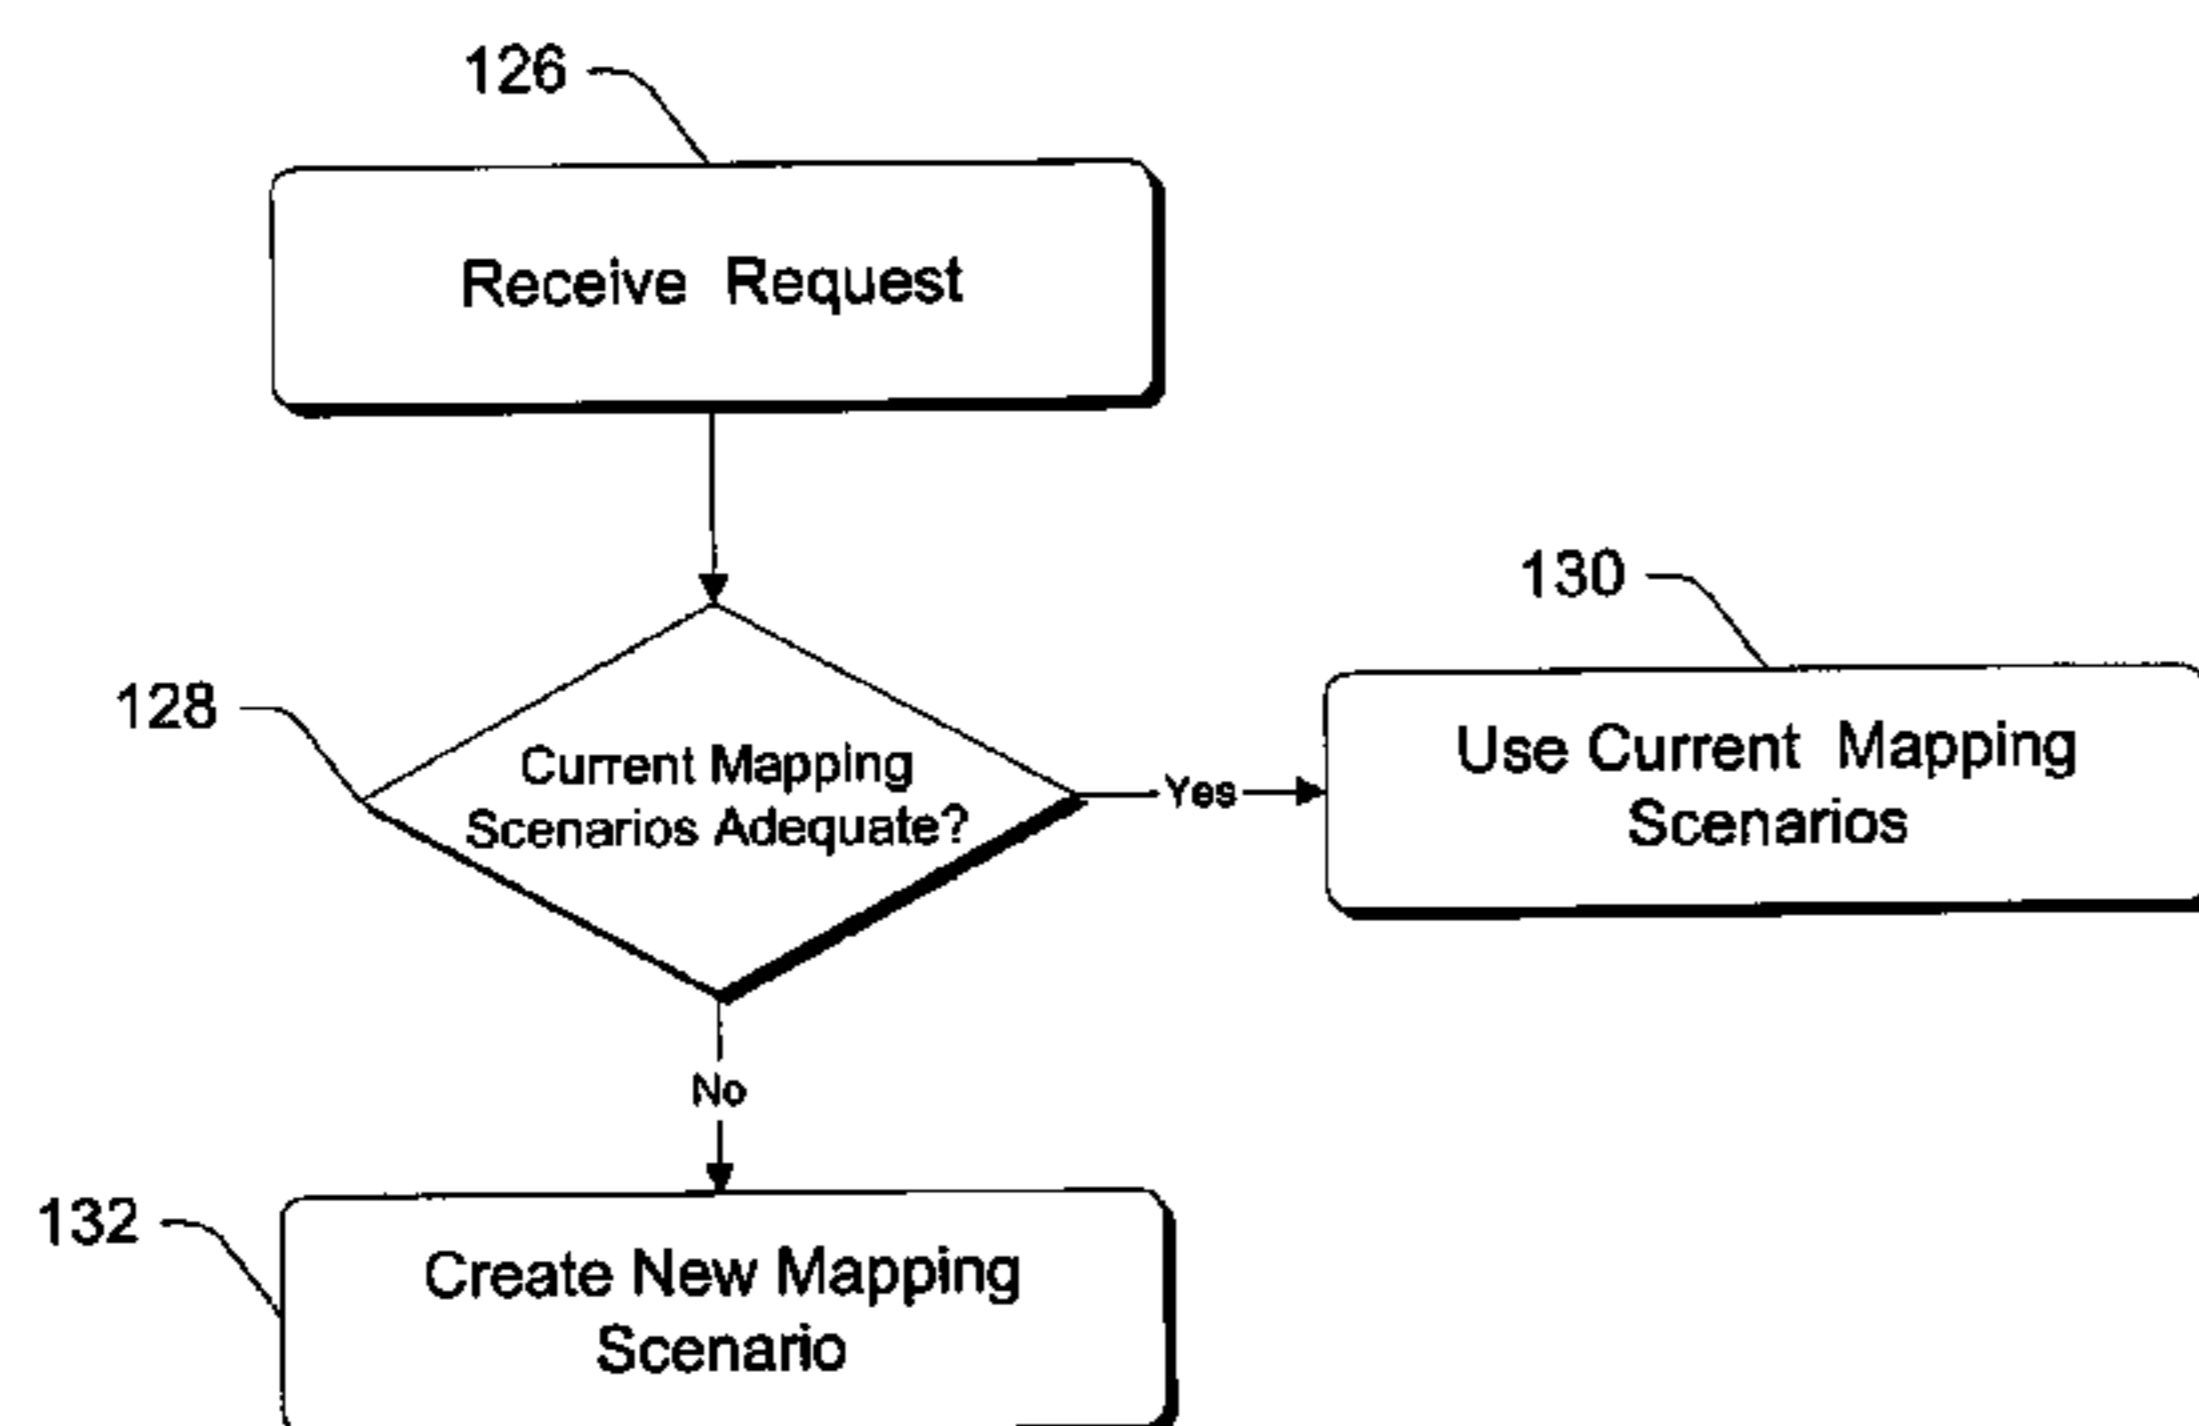 126
Receive Request
128
Current Mapping
Scenarios Adequate?
Yes
130
Use Current Mapping
Scenarios
No
132
Create New Mapping
Scenario